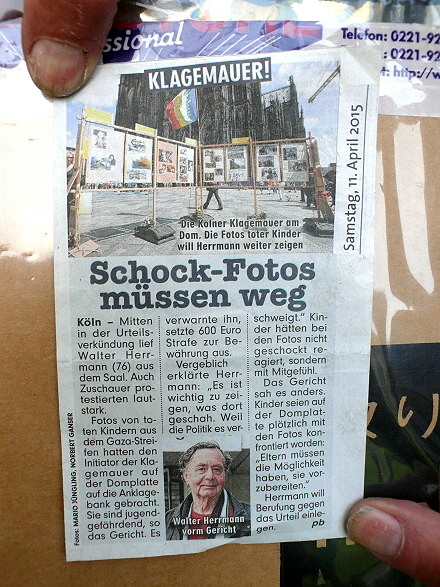 ssional
Telefon: 0221-92
: 0221-92
t: http://w
KLAGEMAUER!
Samstag, 11. April 2015
Die Kölner Klagemauer am
Dom. Die Fotos toter Kinder
will Herrmann weiter zeigen
Schock-Fotos
müssen weg
Köln – Mitten
in der Urteils-
verkündung lief
Walter Herr-
mann (76) aus
dem Saal. Auch
Zuschauer pro-
testierten laut-
stark.
Fotos von to-
ten Kindern aus
dem Gaza-Strei-
fen hatten den
Initiator der Kla-
gemauer auf
der Domplatte
auf die Anklage-
bank gebracht.
Sie sind jugend-
gefährdend, so
das Gericht. Es
verwarnte ihn,
setzte 600 Euro
Strafe zur Be-
währung aus.
Vergeblich
erklärte Herr-
mann: „Es ist
wichtig zu zei-
gen, was dort
geschah. Weil
die Politik es ver-
schweigt.“ Kin-
der hätten bei
den Fotos nicht
geschockt re-
agiert, sondern
mit Mitgefühl.
Das Gericht
sah es anders.
Kinder seien auf
der Domplat-
te plötzlich mit
den Fotos kon-
frontiert worden:
„Eltern müssen
die Möglichkeit
haben, sie vor-
zubereiten.“
Herrmann will
Berufung gegen
das Urteil einle-
gen. pb
Walter Herrmann
vorm Gericht
Fotos: MARIO JÜNGLING, NORBERT GANSER